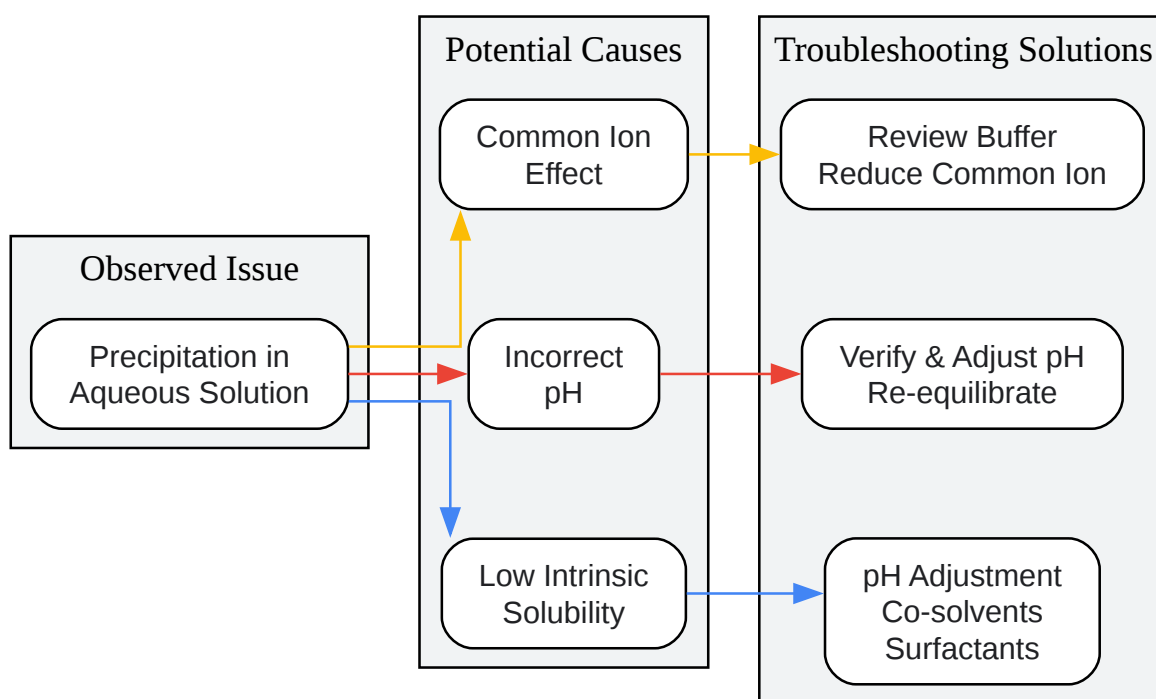 Observed Issue
Precipitation in
Aqueous Solution
Potential Causes
Common Ion
Effect
Incorrect
pH
Low Intrinsic
Solubility
Troubleshooting Solutions
Review Buffer
Reduce Common Ion
Verify & Adjust pH
Re-equilibrate
pH Adjustment
Co-solvents
Surfactants